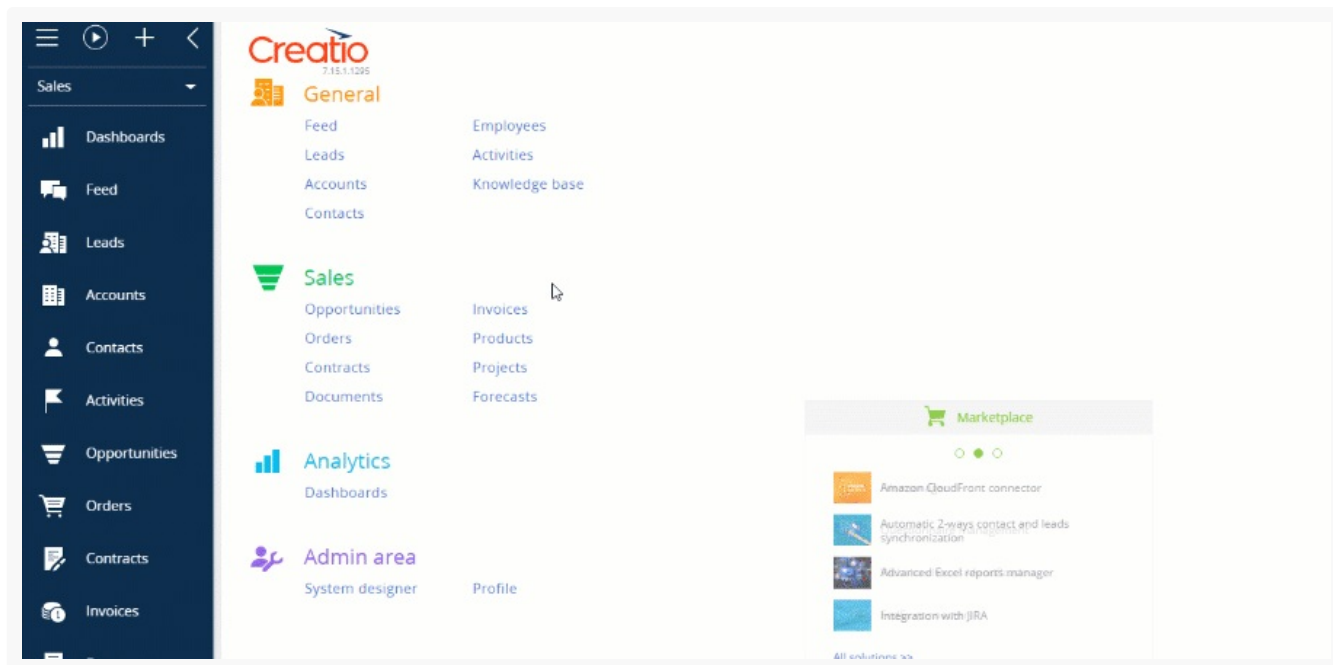 Sales
Dashboards
Feed
Leads
Accounts
Contacts
Activities
Opportunities
Orders
Contracts
Invoices
Creatio
7.15.1.1295
General
Feed
Employees
Leads
Activities
Accounts
Knowledge base
Contacts
Sales
Opportunities
Invoices
Orders
Products
Contracts
Projects
Documents
Forecasts
Analytics
Dashboards
Admin area
System designer
Profile
Marketplace
Amazon CloudFront connector
Automatic 2-ways contact and leads
synchronization
Advanced Excel reports manager
Integration with JIRA
All solutions >>